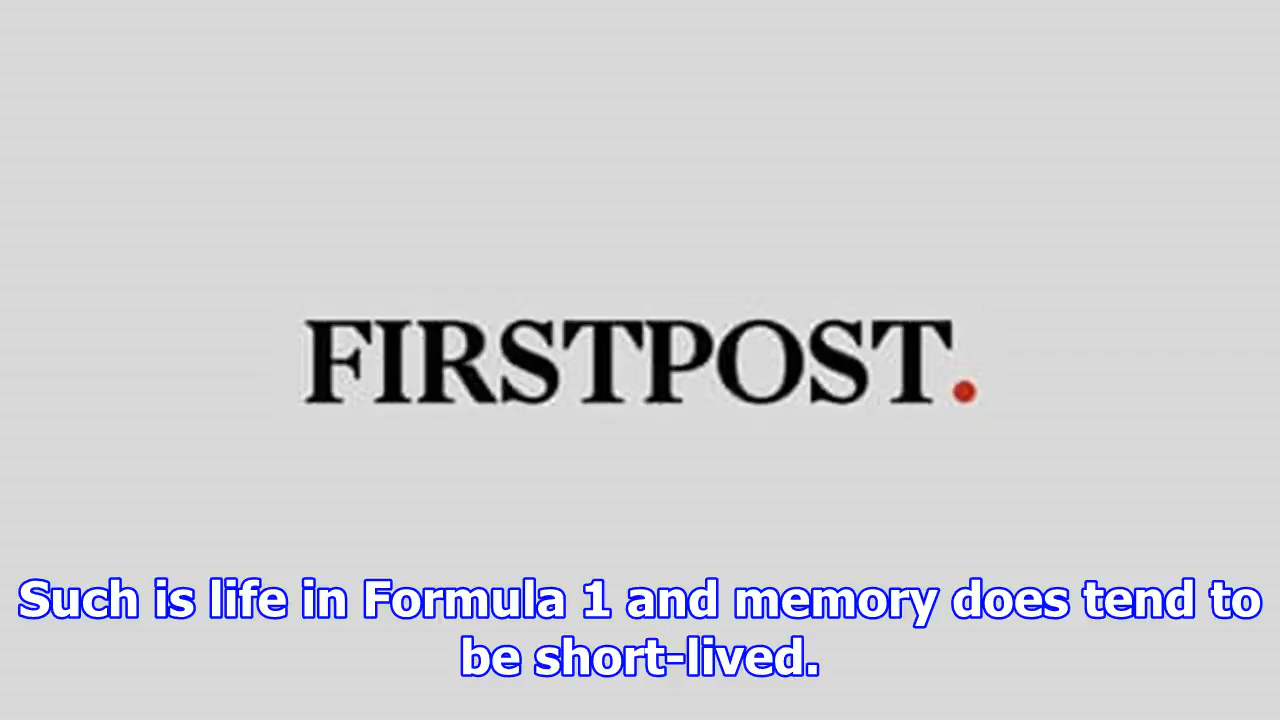 FIRSTPOST.
Such is life in Formula 1 and memory does tend to
be short-lived.